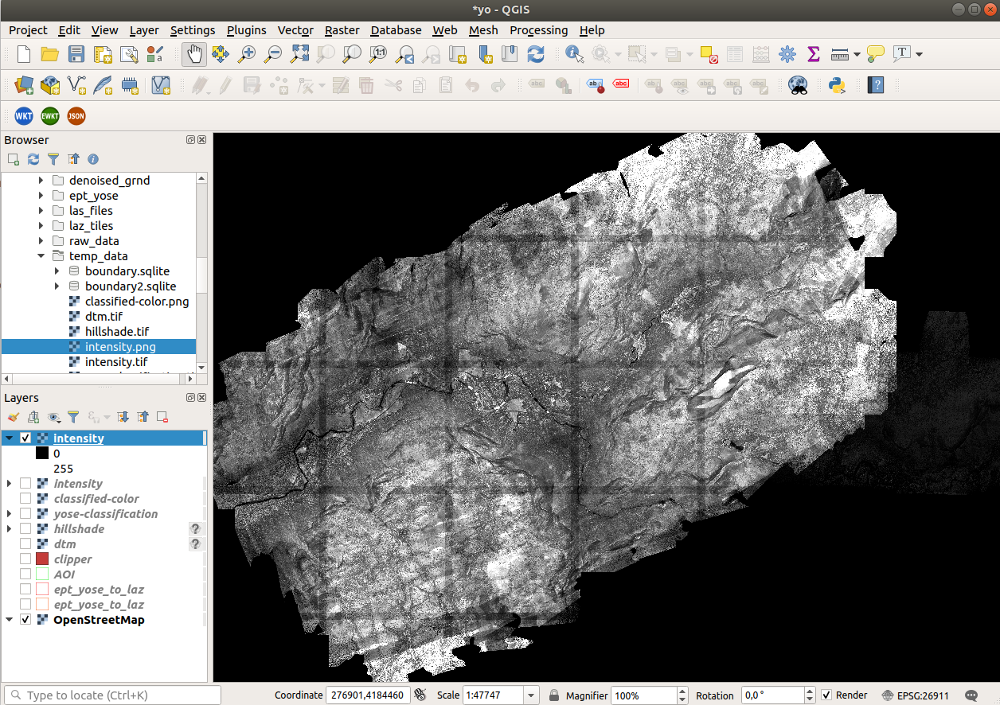 *yo - QGIS
Project Edit View Layer Settings Plugins Vector Raster Database Web Mesh Processing Help
WKT EWKT JSON
Browser
denoised_grnd
ept_yose
las_files
laz_tiles
raw_data
temp_data
boundary.sqlite
boundary2.sqlite
classified-color.png
dtm.tif
hillshade.tif
intensity.png
intensity.tif
Layers
intensity
0
255
intensity
classified-color
yose-classification
hillshade ?
dtm ?
clipper
AOI
ept_yose_to_laz
ept_yose_to_laz
OpenStreetMap
Type to locate (Ctrl+K) Coordinate 276901,4184460 Scale 1:47747 Magnifier 100% Rotation 0,0 ° Render EPSG:26911